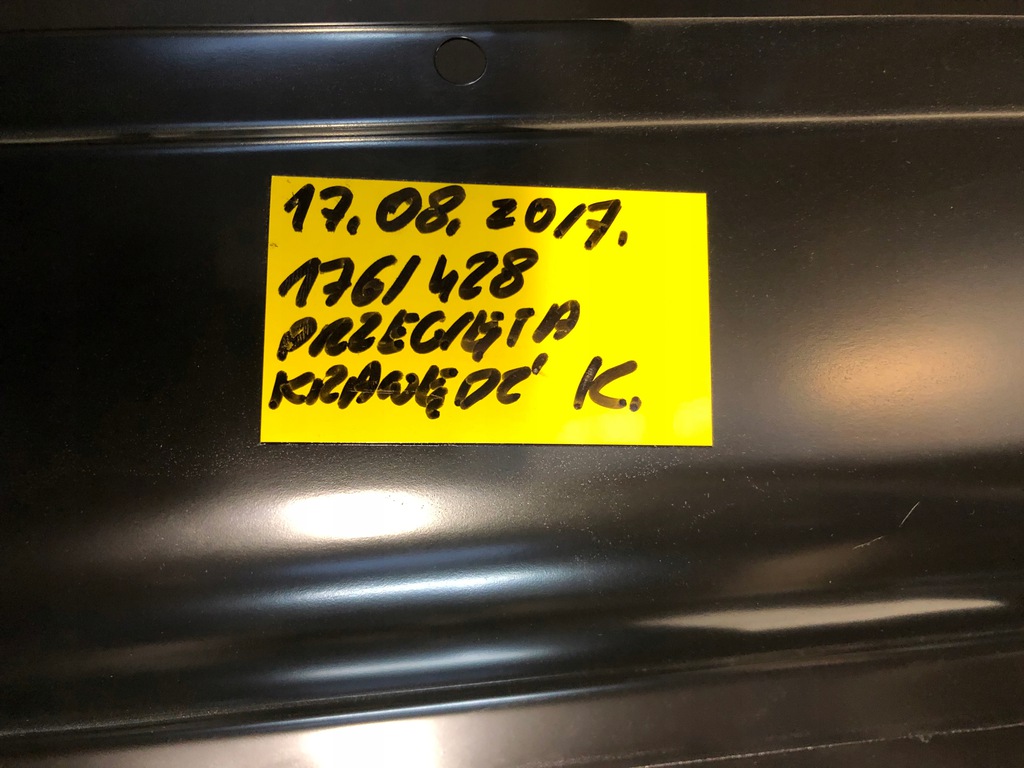 17.08.2017.
176/428
PRZECIĘTA
KRAWĘDŹ K.